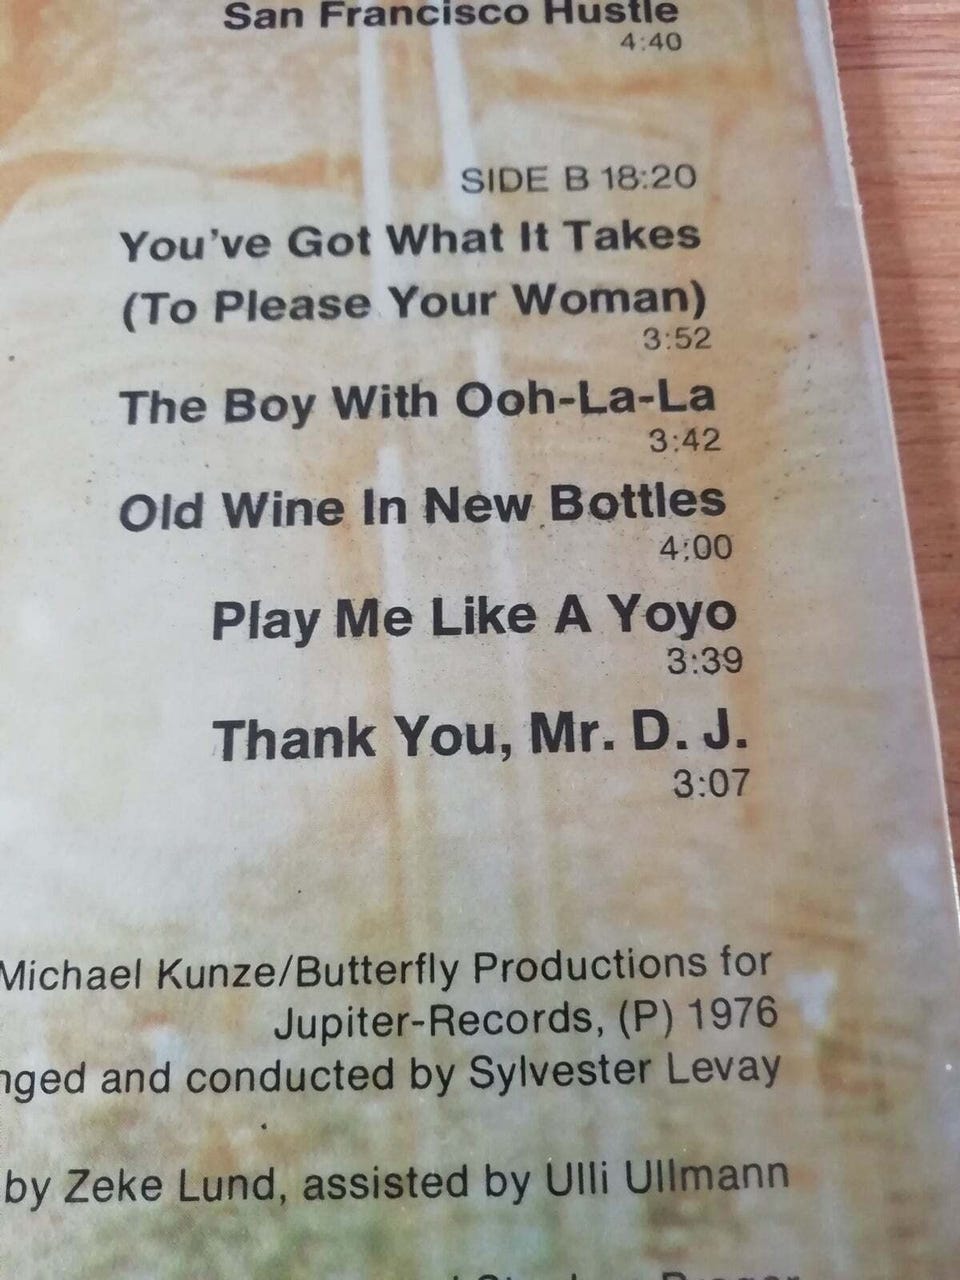 San Francisco Hustle
4:40
SIDE B 18:20
You've Got What It Takes
(To Please Your Woman)
3:52
The Boy With Ooh-La-La
3:42
Old Wine In New Bottles
4:00
Play Me Like A Yoyo
3:39
Thank You, Mr. D. J.
3:07
Michael Kunze/Butterfly Productions for
Jupiter-Records, (P) 1976
nged and conducted by Sylvester Levay
by Zeke Lund, assisted by Ulli Ullmann